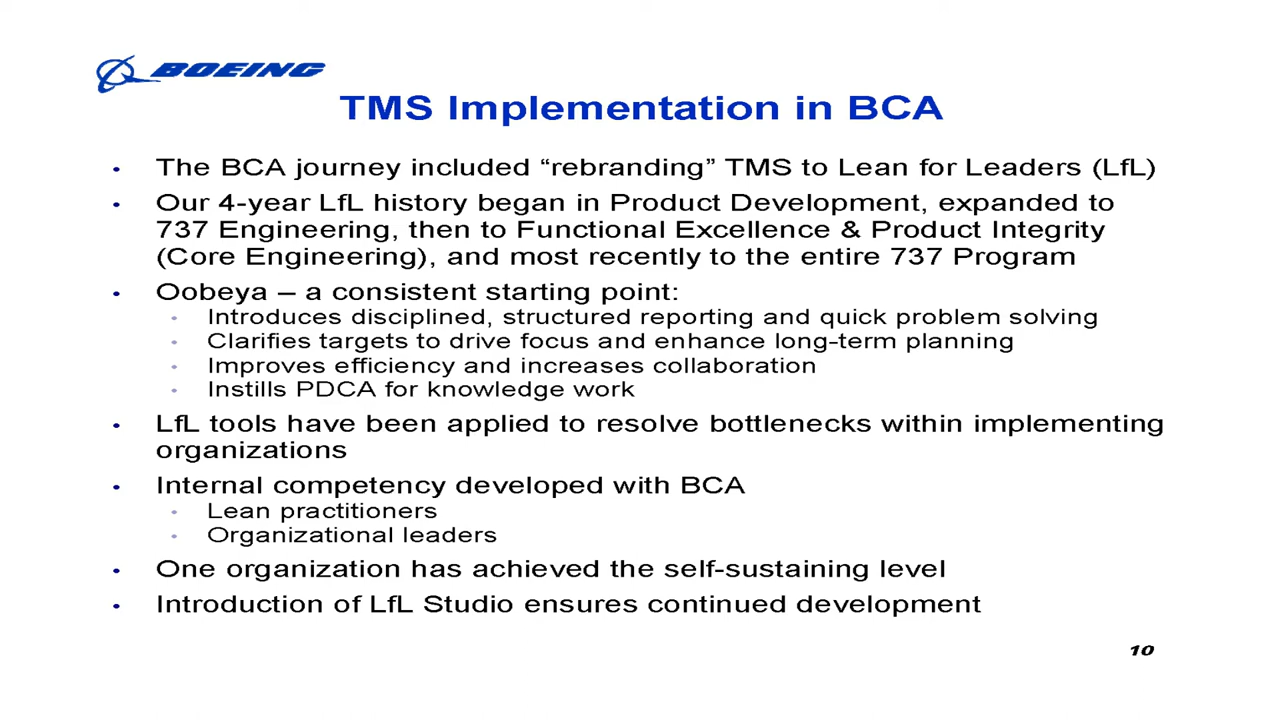 BOEING
TMS Implementation in BCA
• The BCA journey included “rebranding” TMS to Lean for Leaders (LfL)
• Our 4-year LfL history began in Product Development, expanded to
737 Engineering, then to Functional Excellence & Product Integrity
(Core Engineering), and most recently to the entire 737 Program
• Oobeya – a consistent starting point:
• Introduces disciplined, structured reporting and quick problem solving
• Clarifies targets to drive focus and enhance long-term planning
• Improves efficiency and increases collaboration
• Instills PDCA for knowledge work
• LfL tools have been applied to resolve bottlenecks within implementing
organizations
• Internal competency developed with BCA
• Lean practitioners
• Organizational leaders
• One organization has achieved the self-sustaining level
• Introduction of LfL Studio ensures continued development
10